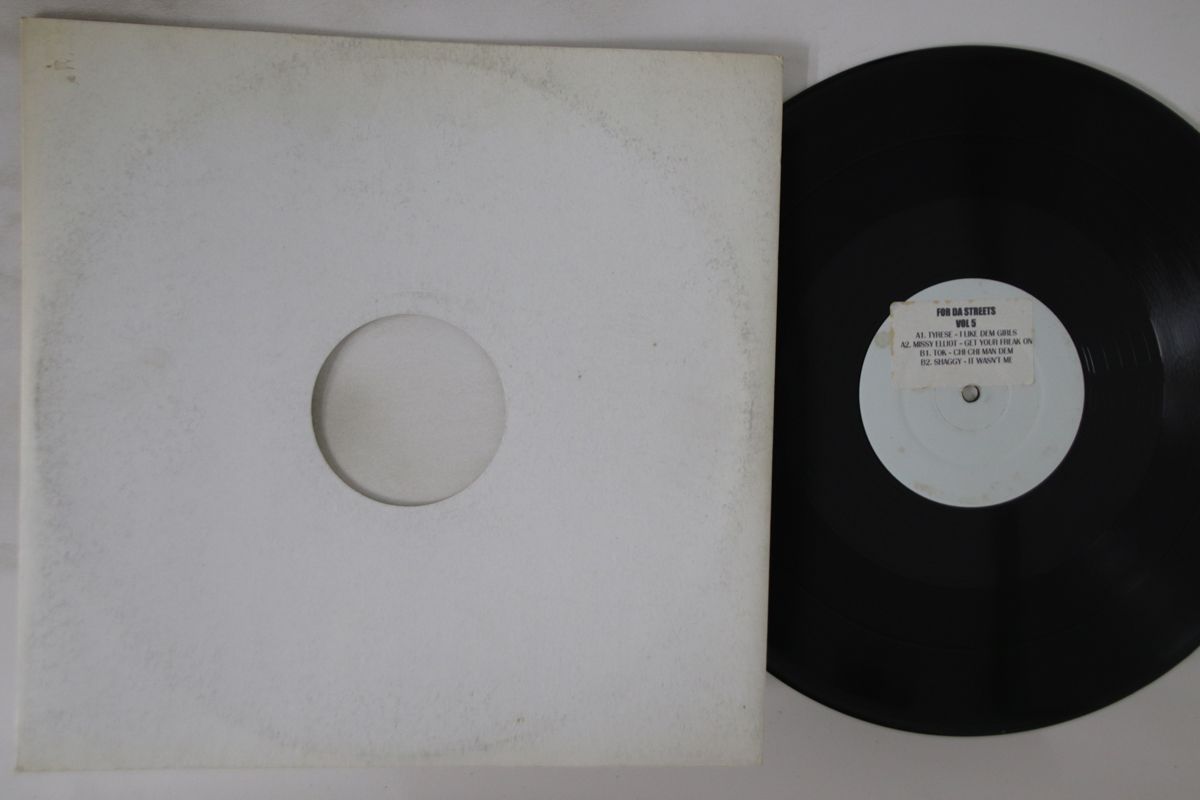 FOR DA STREETS
VOL 5
A1. TYRESE - I LIKE DEM GIRLS
A2. MISSY ELLIOT - GET YOUR FREAK ON
B1. TOK - CHI CHI MAN DEM
B2. SHAGGY - IT WASN'T ME